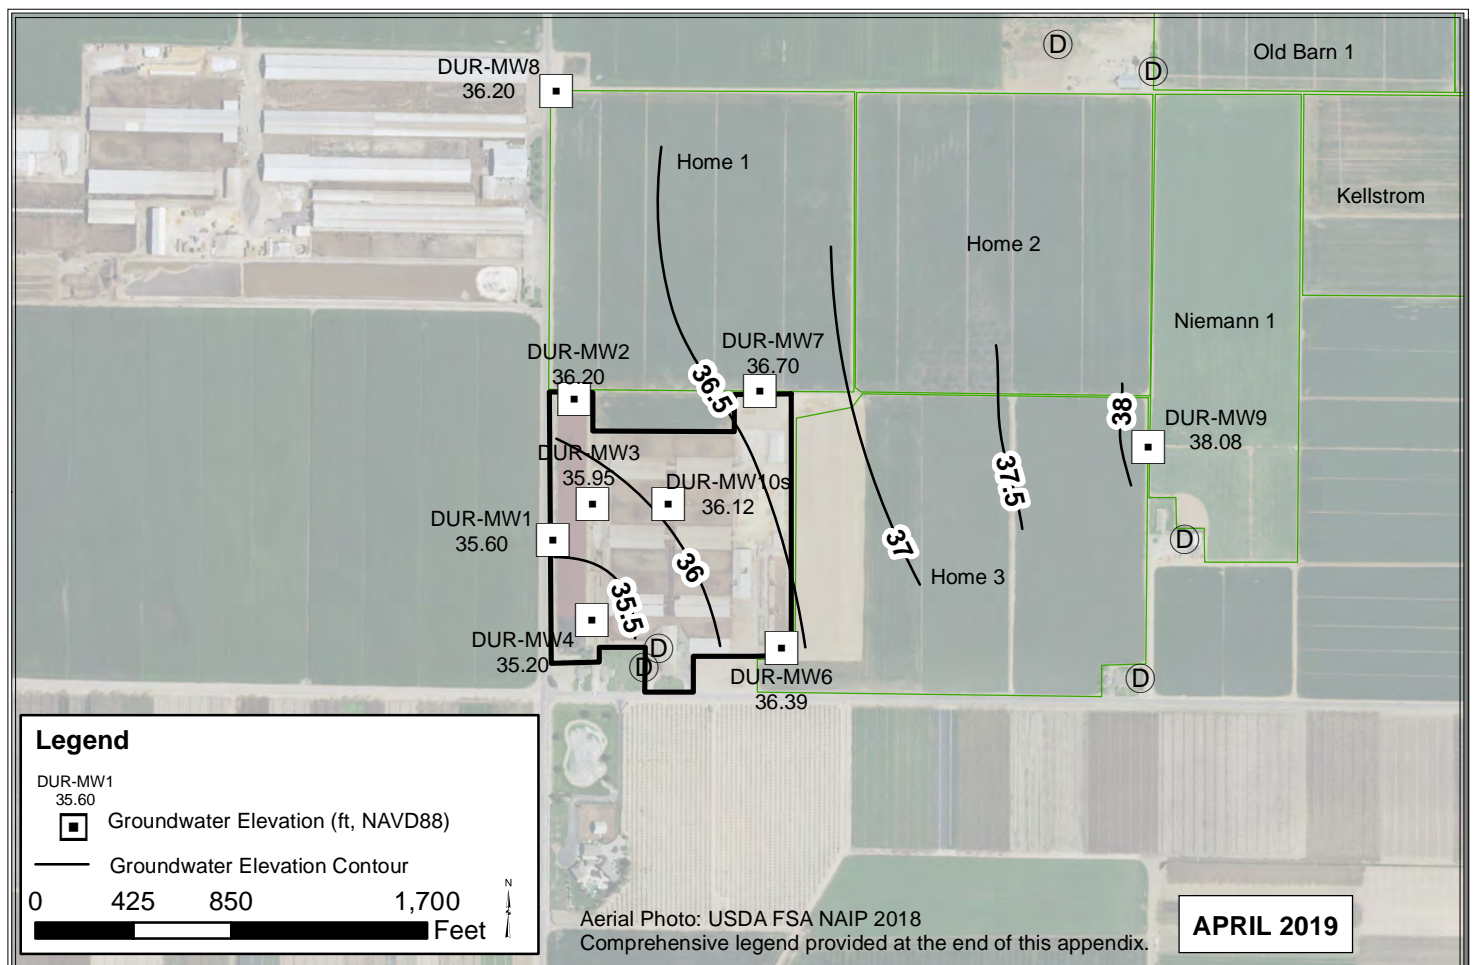 D
Old Barn 1
DUR-MW8
36.20
D
Home 1
Kellstrom
Home 2
Niemann 1
DUR-MW2
36.20
DUR-MW7
36.70
36.5
38
DUR-MW9
38.08
DUR-MW3
35.95
DUR-MW10s
36.12
37.5
DUR-MW1
35.60
37
D
36
Home 3
35.5
DUR-MW4
35.20
D
D
DUR-MW6
36.39
D
Legend
DUR-MW1
35.60
Groundwater Elevation (ft, NAVD88)
Groundwater Elevation Contour
0 425 850 1,700
Feet
N
Aerial Photo: USDA FSA NAIP 2018
Comprehensive legend provided at the end of this appendix.
APRIL 2019